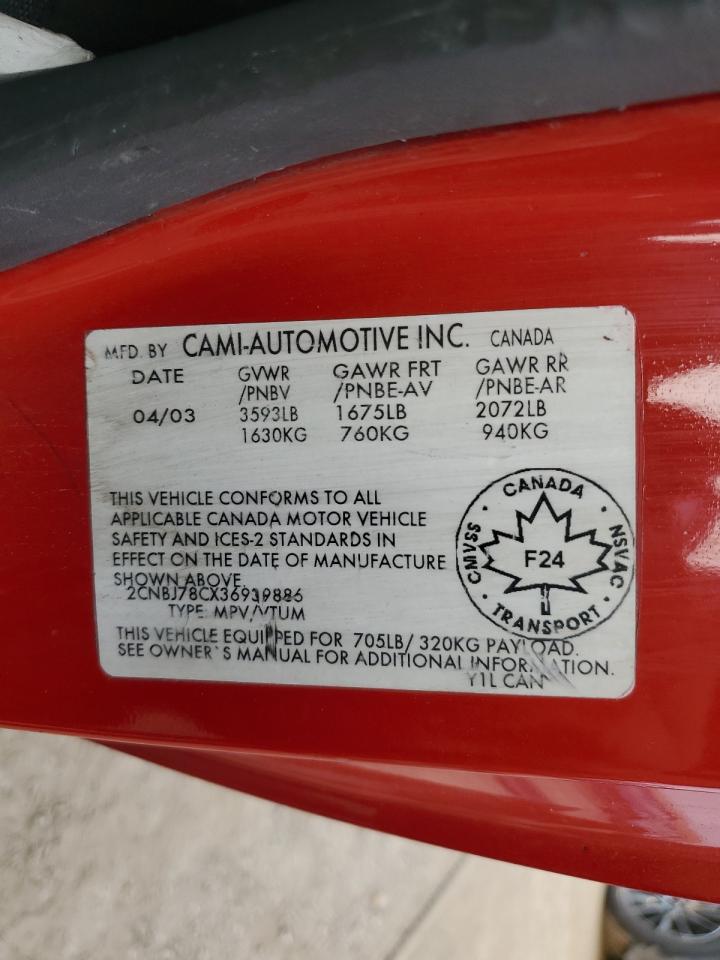 MFD. BY CAMI-AUTOMOTIVE INC. CANADA
DATE GVWR GAWR FRT GAWR RR
/PNBV /PNBE-AV /PNBE-AR
04/03 3593LB 1675LB 2072LB
1630KG 760KG 940KG
THIS VEHICLE CONFORMS TO ALL
APPLICABLE CANADA MOTOR VEHICLE
SAFETY AND ICES-2 STANDARDS IN
EFFECT ON THE DATE OF MANUFACTURE
SHOWN ABOVE.
TYPE: MPV/VTUM
THIS VEHICLE EQUIPPED FOR 705LB/ 320KG PAYLOAD.
SEE OWNER`S MANUAL FOR ADDITIONAL INFORMATION.
Y1L CAN
· CANADA ·
CMVSS · NSVAC
F24
· TRANSPORT ·